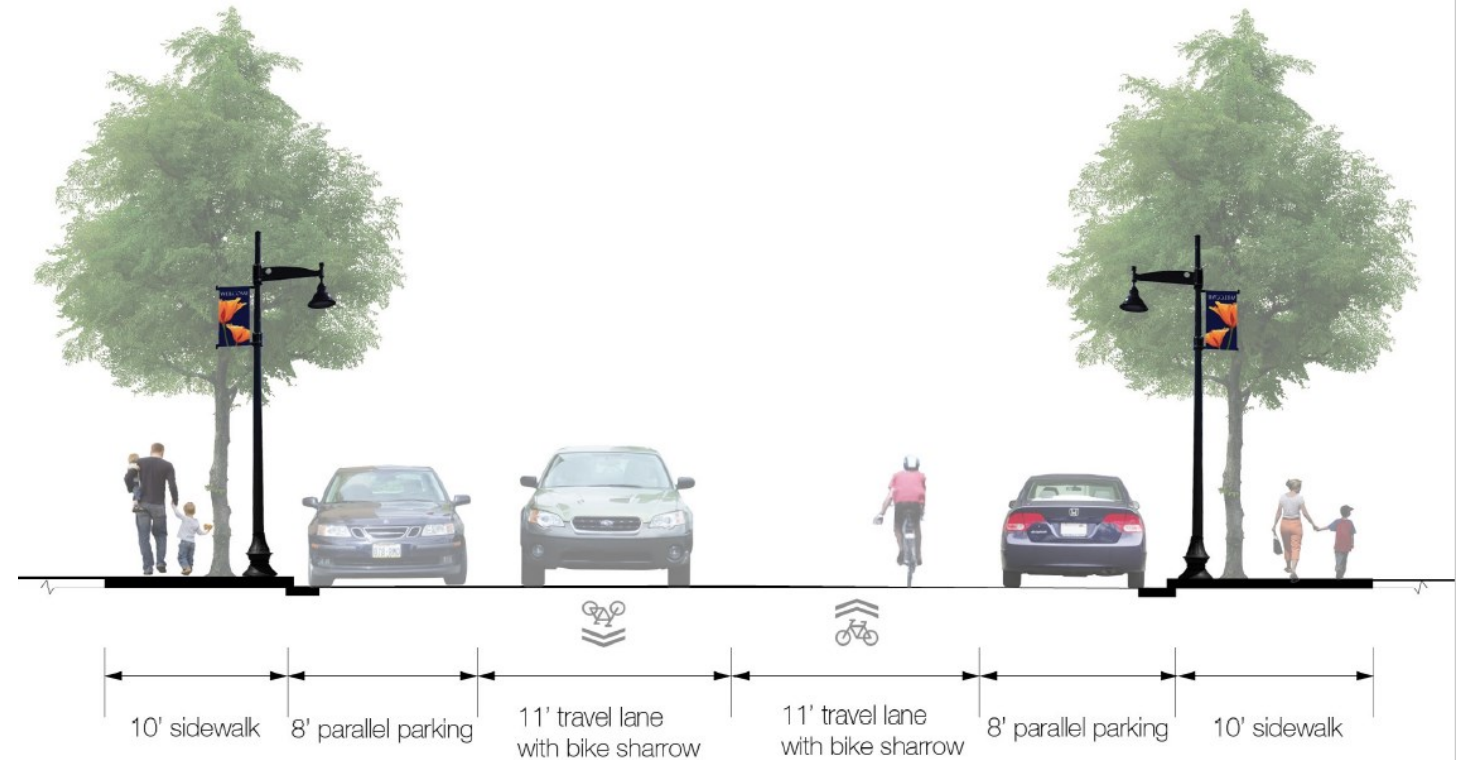 10' sidewalk
8' parallel parking
11' travel lane
with bike sharrow
11' travel lane
with bike sharrow
8' parallel parking
10' sidewalk